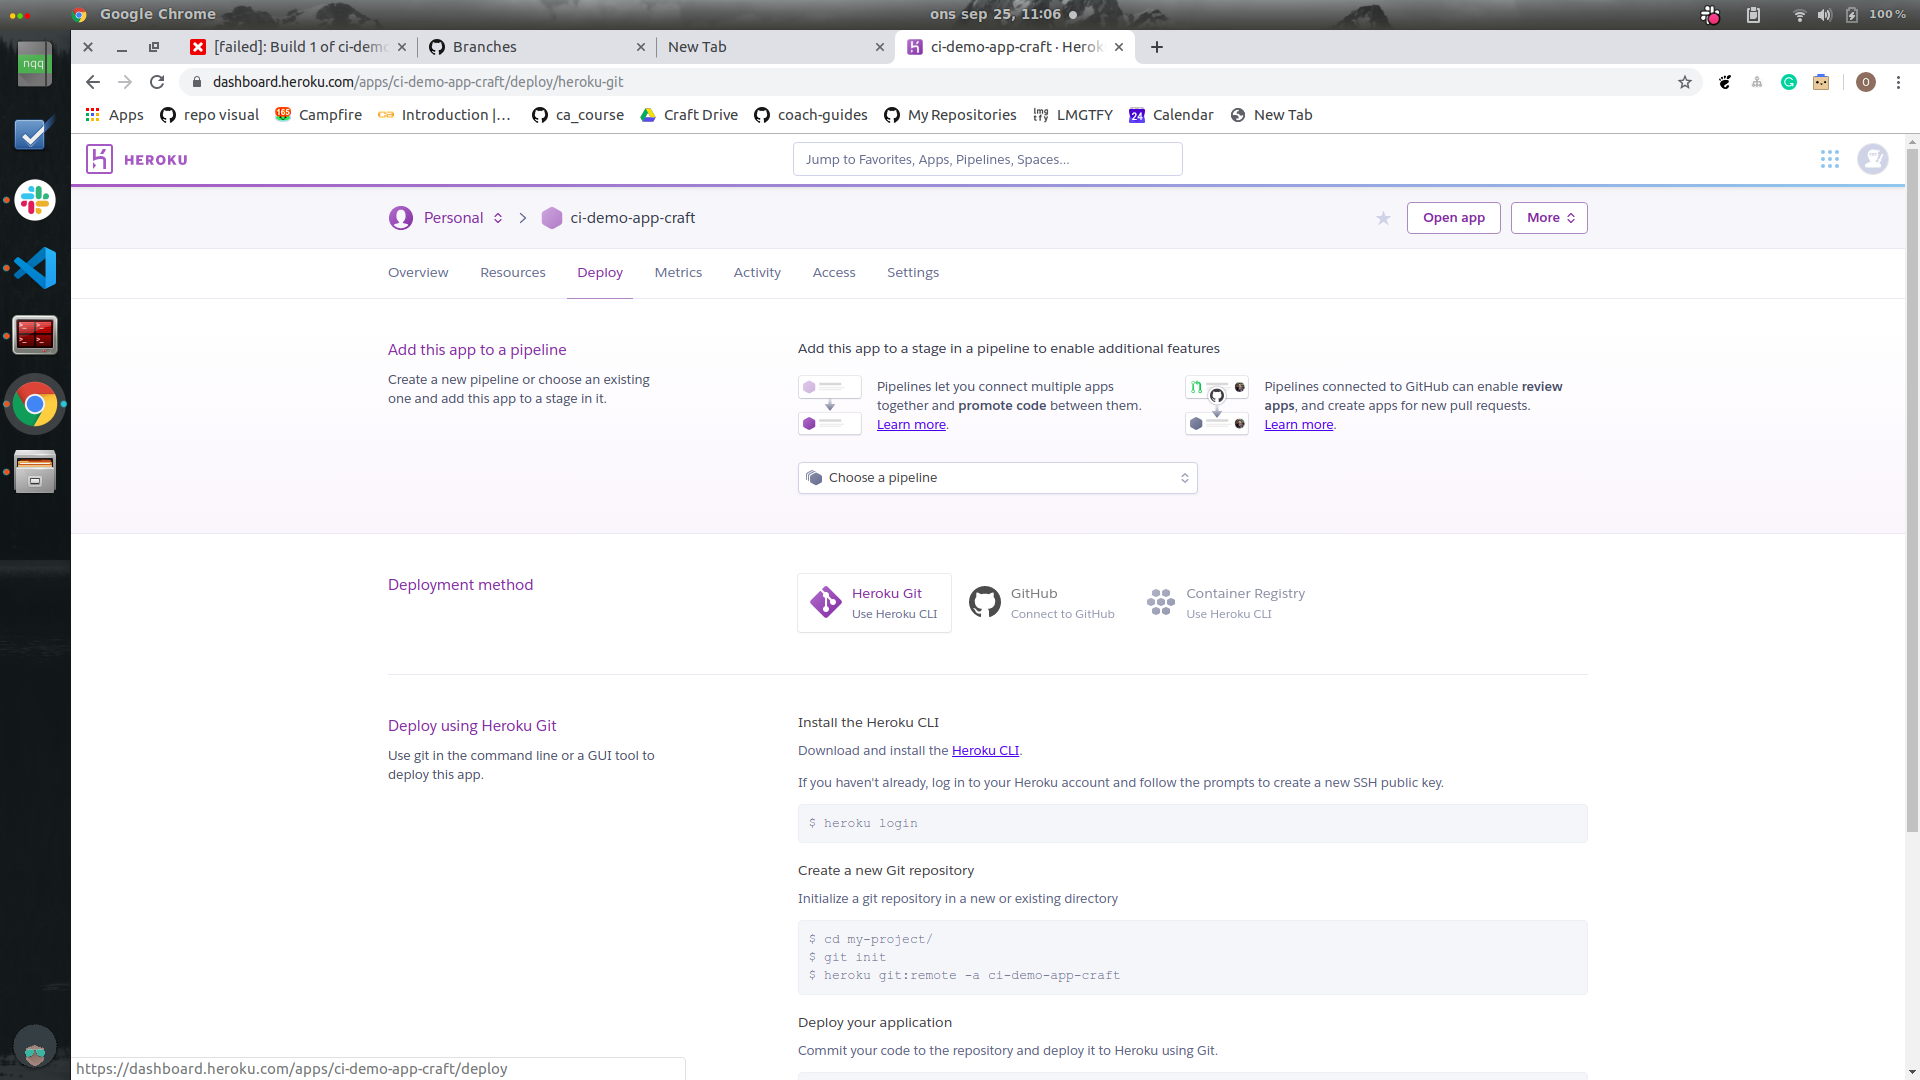 Google Chrome
ons sep 25, 11:06
100 %
nqq
[failed]: Build 1 of ci-demo
Branches
New Tab
ci-demo-app-craft · Herok
dashboard.heroku.com/apps/ci-demo-app-craft/deploy/heroku-git
O
Apps
repo visual
165
Campfire
ca
Introduction |...
ca_course
Craft Drive
coach-guides
My Repositories
lmg
tfy
LMGTFY
24
Calendar
New Tab
HEROKU
Jump to Favorites, Apps, Pipelines, Spaces...
Personal
ci-demo-app-craft
Open app
More
Overview
Resources
Deploy
Metrics
Activity
Access
Settings
Add this app to a pipeline
Create a new pipeline or choose an existing
one and add this app to a stage in it.
Add this app to a stage in a pipeline to enable additional features
Pipelines let you connect multiple apps
together and promote code between them.
Learn more.
Pipelines connected to GitHub can enable review
apps, and create apps for new pull requests.
Learn more.
Choose a pipeline
Deployment method
Heroku Git
Use Heroku CLI
GitHub
Connect to GitHub
Container Registry
Use Heroku CLI
Deploy using Heroku Git
Use git in the command line or a GUI tool to
deploy this app.
Install the Heroku CLI
Download and install the Heroku CLI.
If you haven't already, log in to your Heroku account and follow the prompts to create a new SSH public key.
$ heroku login
Create a new Git repository
Initialize a git repository in a new or existing directory
$ cd my-project/
$ git init
$ heroku git:remote -a ci-demo-app-craft
Deploy your application
Commit your code to the repository and deploy it to Heroku using Git.
https://dashboard.heroku.com/apps/ci-demo-app-craft/deploy